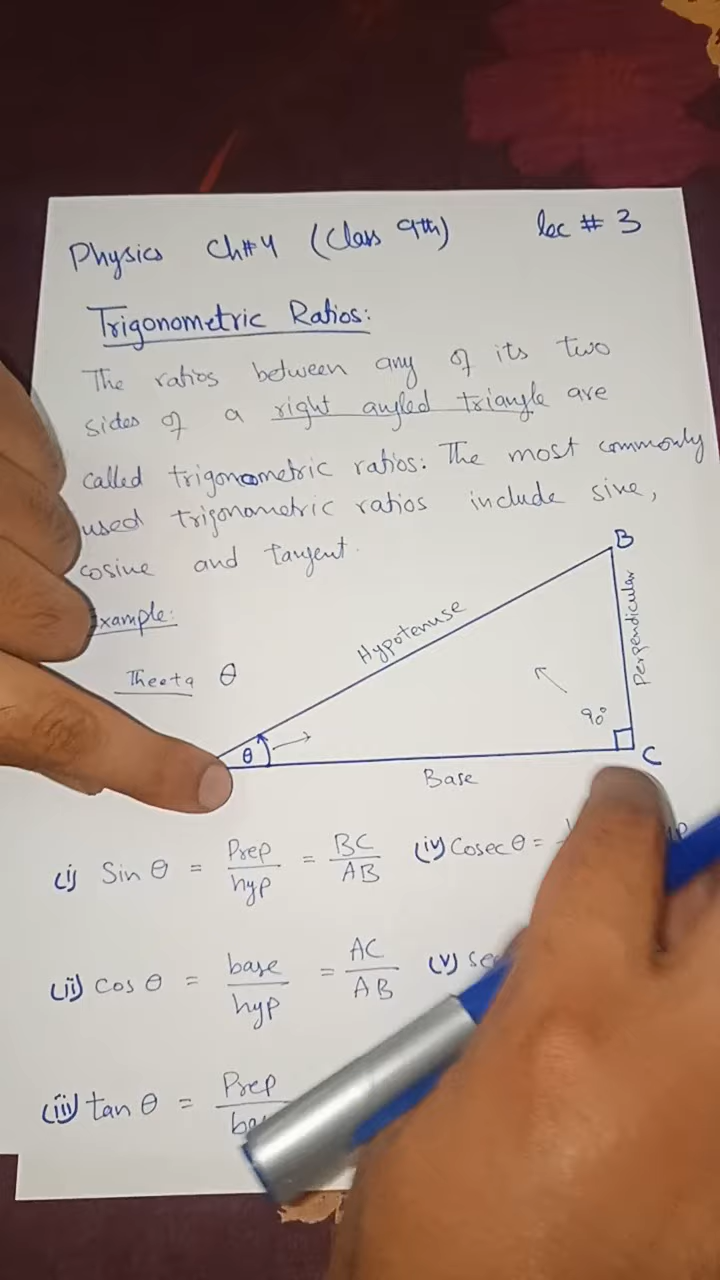 Physics Ch#4 (Class 9th) lec # 3
Trigonometric Ratios:
The ratios between any of its two
sides of a right angled triangle are
called trigonometric ratios: The most commonly
used trigonometric ratios include sine,
cosine and tangent.
Example:
Theeta θ
Hypotenuse
B
Perpendicular
90°
θ
C
Base
(i) Sin θ = Prep/hyp = BC/AB
(iv) Cosec θ =
(ii) Cos θ = base/hyp = AC/AB
(v)
(iii) tan θ = Prep